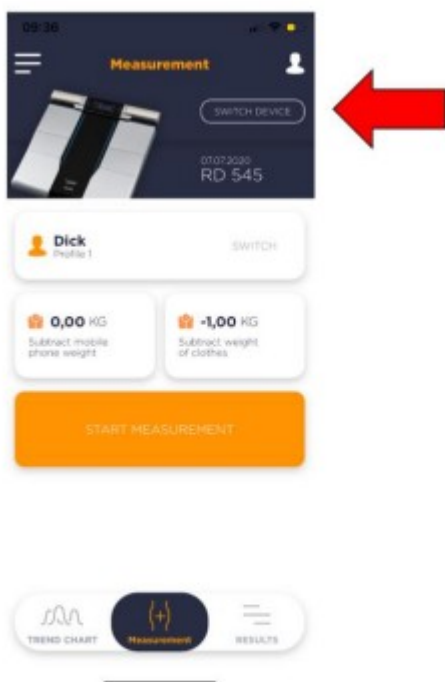 09:36
Measurement
SWITCH DEVICE
07.07.2020
RD 545
Dick
Profile 1
SWITCH
0,00 KG
Subtract mobile
phone weight
-1,00 KG
Subtract weight
of clothes
START MEASUREMENT
TREND CHART
Measurement
RESULTS